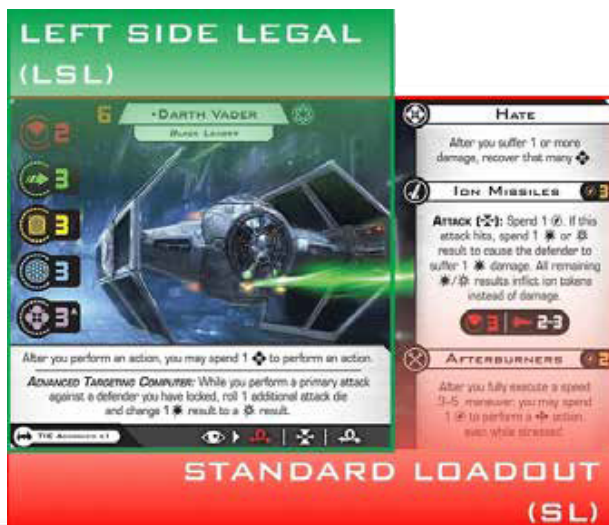 LEFT SIDE LEGAL
(LSL)
6
•DARTH VADER
BLACK LEADER
2
3
3
3
3
After you perform an action, you may spend 1 to perform an action.
ADVANCED TARGETING COMPUTER: While you perform a primary attack
against a defender you have locked, roll 1 additional attack die
and change 1 result to a result.
TIE ADVANCED X1
HATE
After you suffer 1 or more
damage, recover that many
ION MISSILES
3
ATTACK ( ): Spend 1 . If this
attack hits, spend 1 or
result to cause the defender to
suffer 1 damage. All remaining
/ results inflict ion tokens
instead of damage.
3 2-3
AFTERBURNERS
2
After you fully execute a speed
3-5 maneuver, you may spend
1 to perform a action,
even while stressed.
STANDARD LOADOUT
(SL)